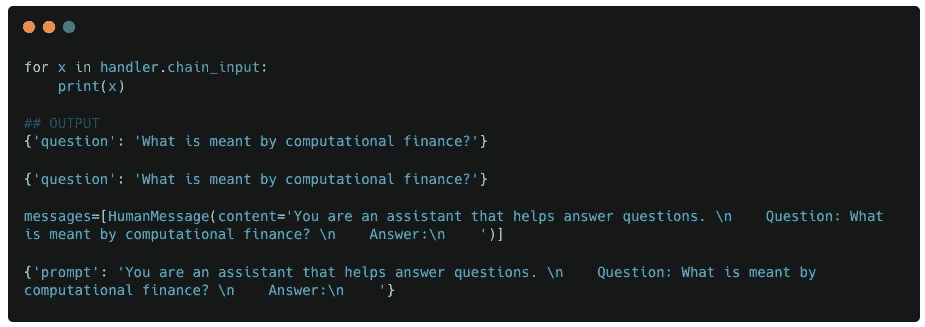 for x in handler.chain_input:
    print(x)
## OUTPUT
{'question': 'What is meant by computational finance?'}
{'question': 'What is meant by computational finance?'}
messages=[HumanMessage(content='You are an assistant that helps answer questions. \n    Question: What
is meant by computational finance? \n    Answer:\n    ')]
{'prompt': 'You are an assistant that helps answer questions. \n    Question: What is meant by
computational finance? \n    Answer:\n    '}